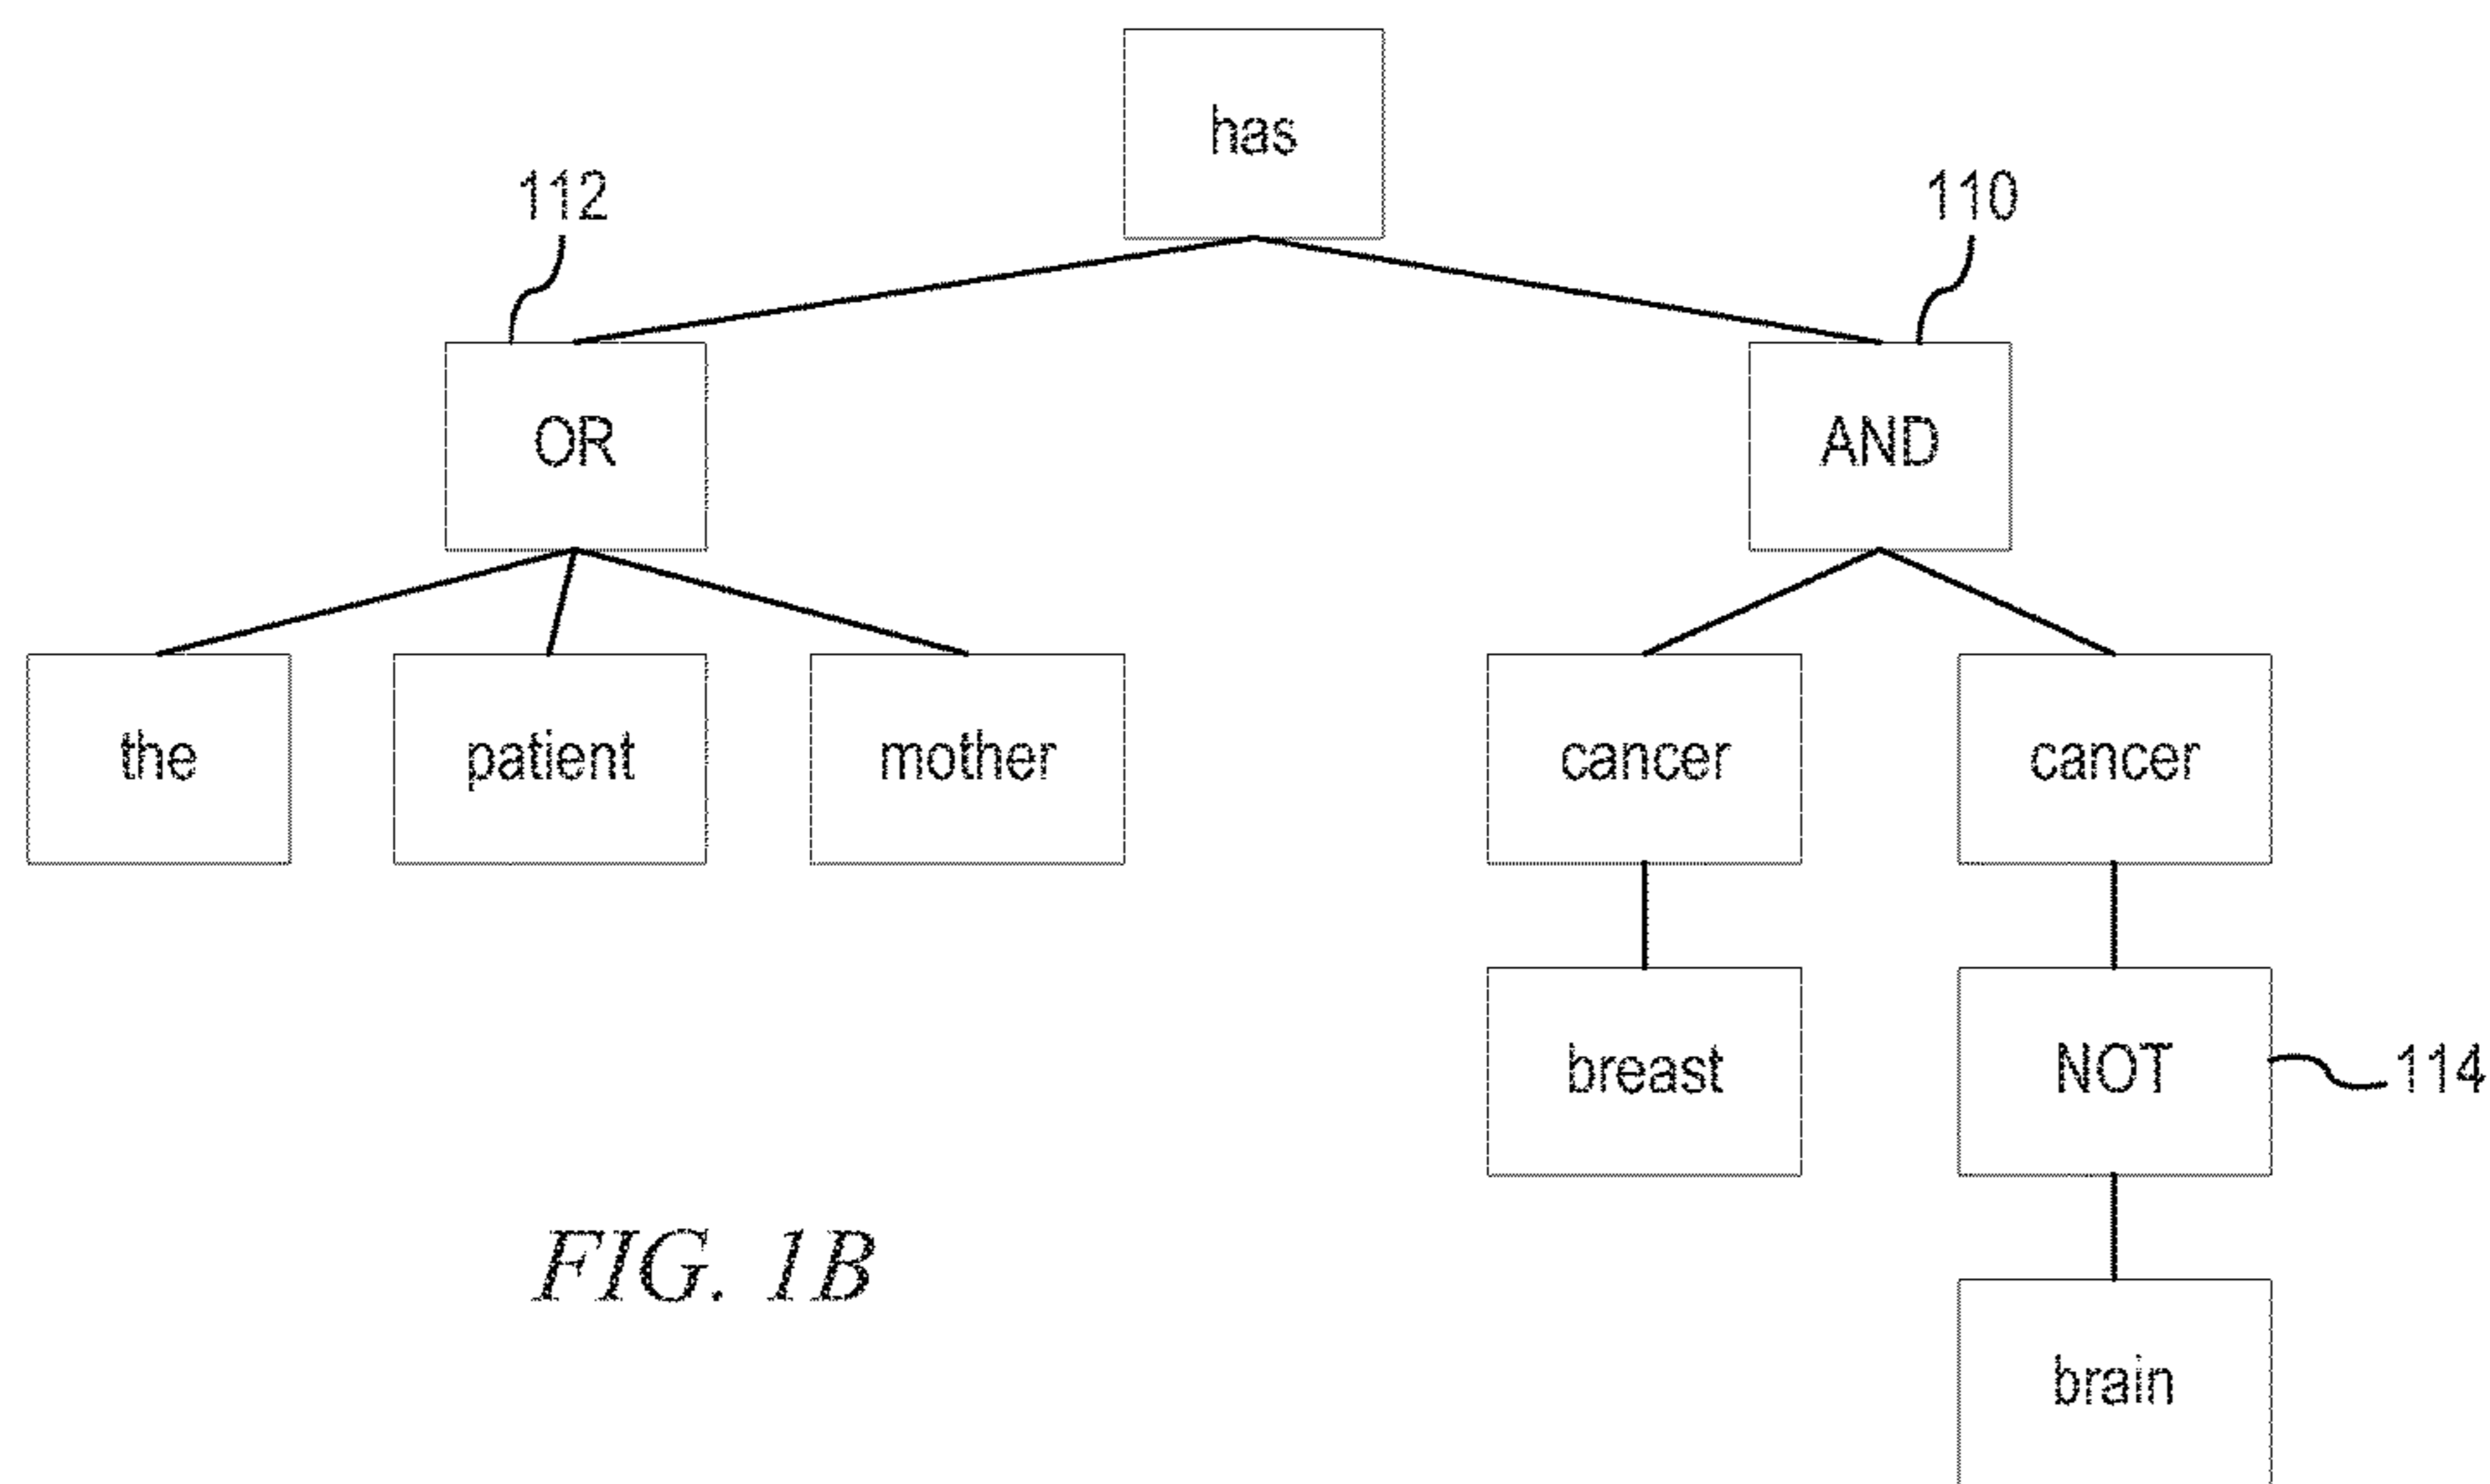 has
112
110
OR
AND
the
patient
mother
cancer
cancer
breast
NOT
114
FIG. 1B
brain